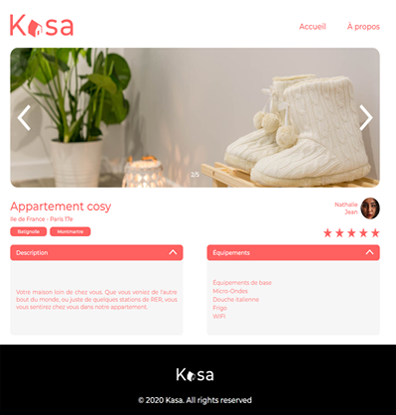 Kasa
Accueil À propos
2/5
Appartement cosy
Ile de France - Paris 17e
Nathalie
Jean
Batignolle Montmartre
Description
Équipements
Votre maison loin de chez vous. Que vous veniez de l'autre
bout du monde, ou juste de quelques stations de RER, vous
vous sentirez chez vous dans notre appartement.
Équipements de base
Micro-Ondes
Douche italienne
Frigo
WIFI
Kasa
© 2020 Kasa. All rights reserved